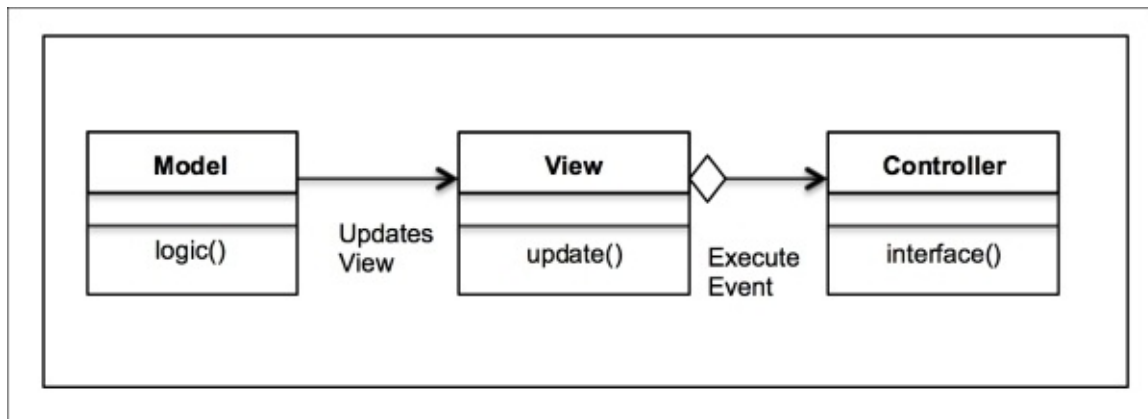 Model
View
Controller
logic()
Updates
View
update()
Execute
Event
interface()